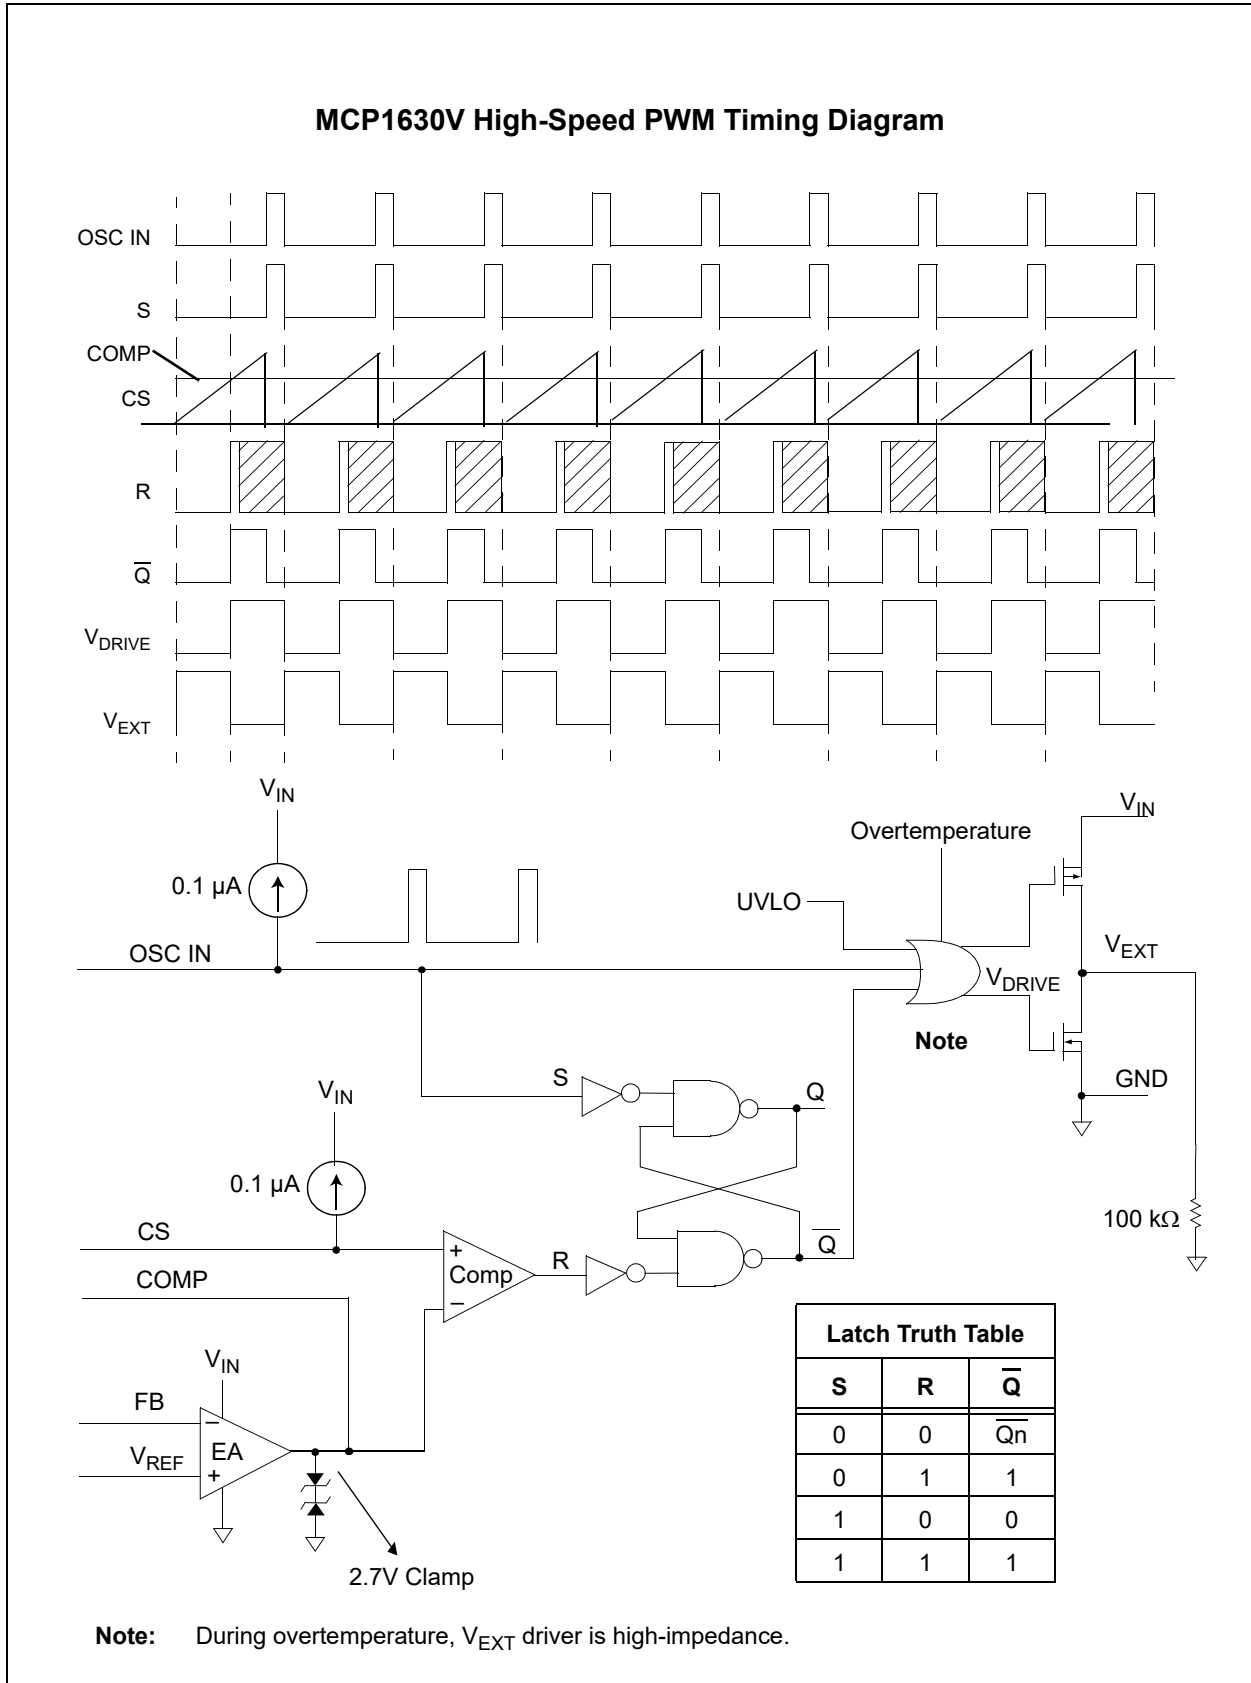 MCP1630V High-Speed PWM Timing Diagram
OSC IN
S
COMP
CS
R
Q̅
VDRIVE
VEXT
VIN
0.1 µA
OSC IN
Overtemperature
UVLO
VIN
VEXT
VDRIVE
Note
GND
100 kΩ
S
Q
VIN
0.1 µA
CS
COMP
+
Comp
−
R
Q̅
VIN
FB
−
EA
VREF
+
2.7V Clamp
Latch Truth Table
S R Q̅
0 0 Q̅n̅
0 1 1
1 0 0
1 1 1
Note: During overtemperature, VEXT driver is high-impedance.